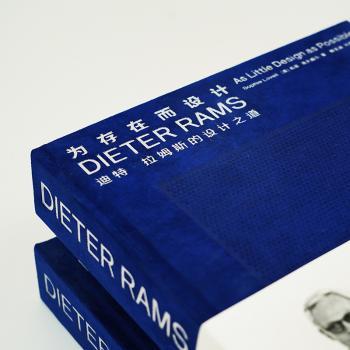 为存在而设计
DIETER RAMS
迪特 拉姆斯的设计之道
As Little Design as Possible
Sophie Lovell
DIETER RAMS
DIETER RAMS